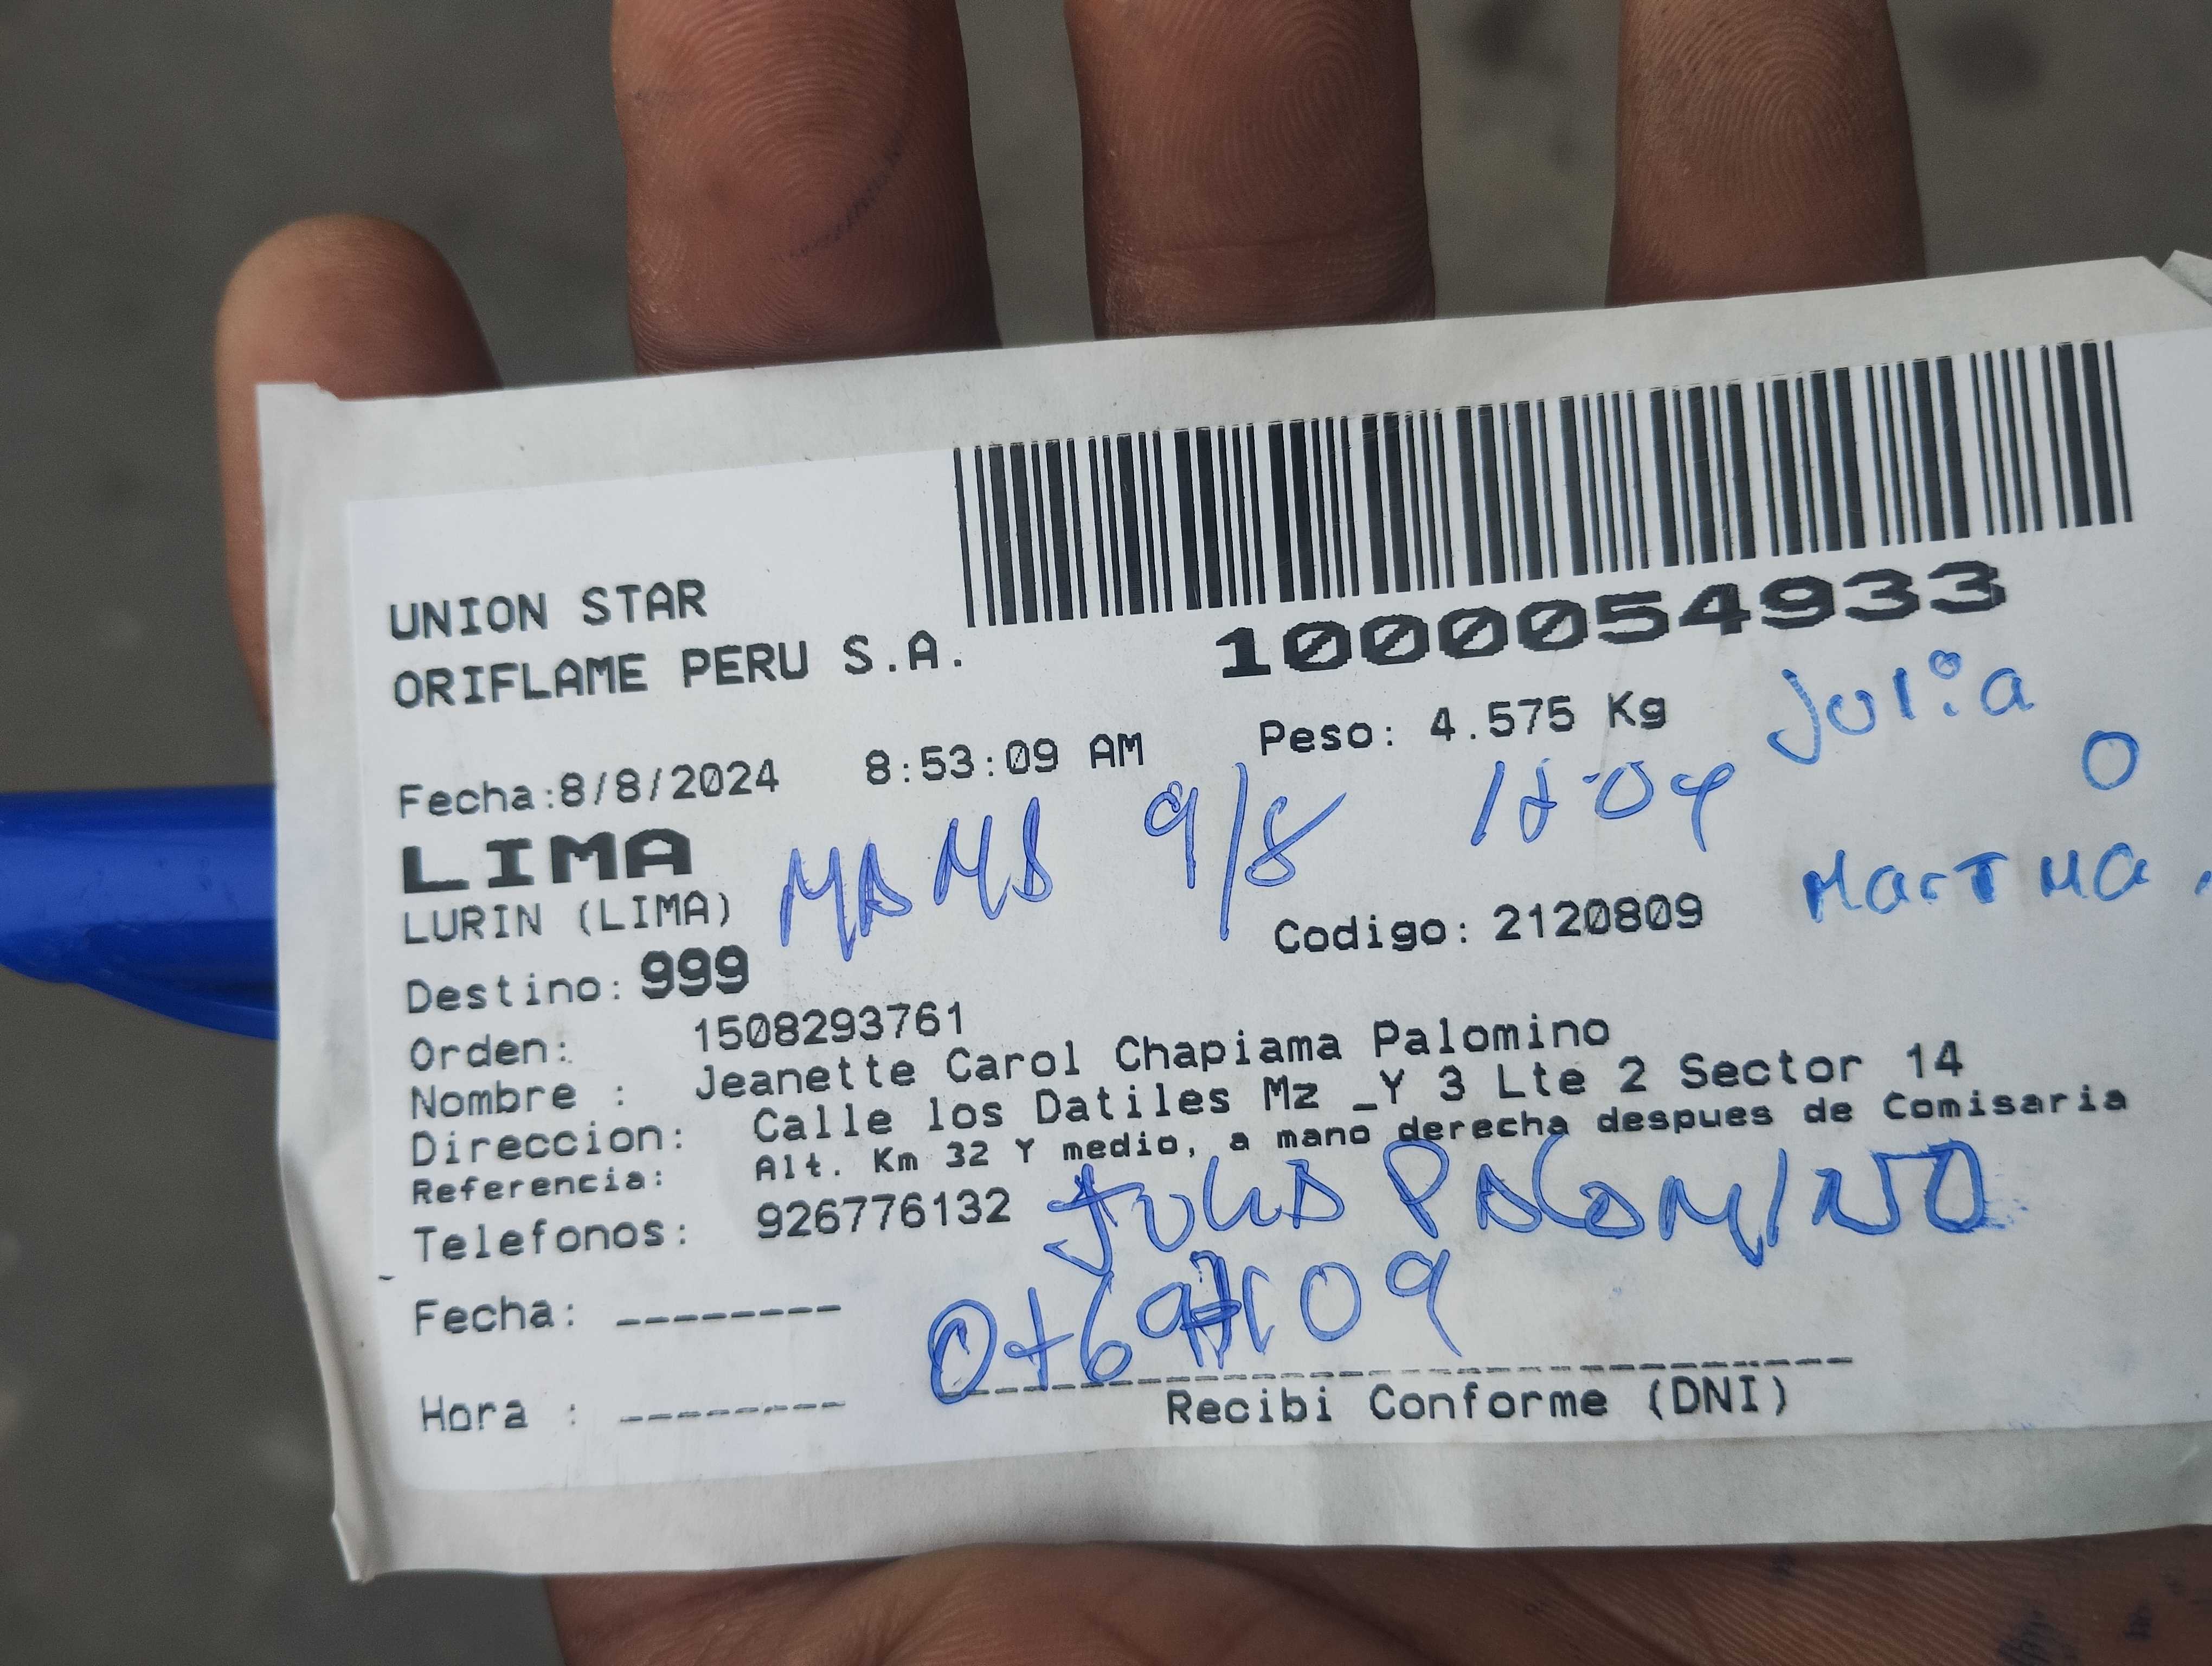 UNION STAR
ORIFLAME PERU S.A.
1000054933
Fecha:8/8/2024 8:53:09 AM Peso: 4.575 Kg Julia
O
LIMA
LURIN (LIMA) 9/8
Codigo: 2120809
Destino: 999
Orden: 1508293761
Nombre : Jeanette Carol Chapiama Palomino
Direccion: Calle los Datiles Mz _Y 3 Lte 2 Sector 14
Referencia: Alt. Km 32 Y medio, a mano derecha despues de Comisaria
Telefonos: 926776132 JULIA PALOMINO
Fecha: --------
Hora : --------
Recibi Conforme (DNI)